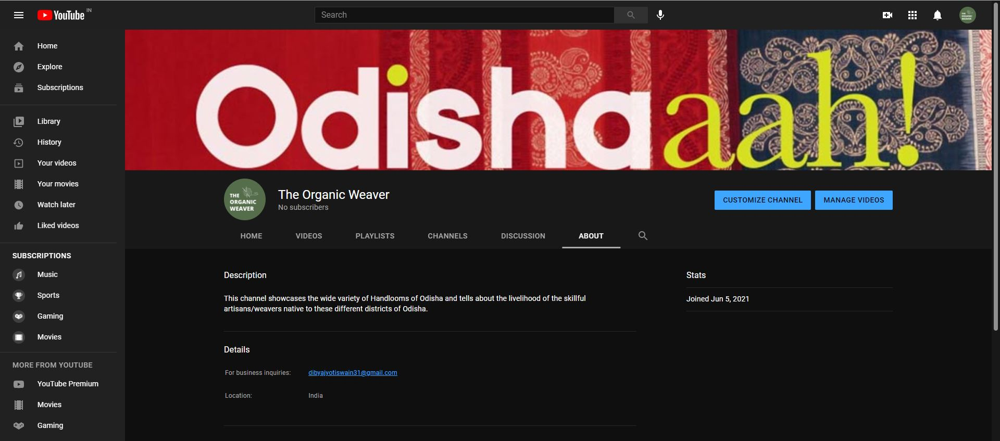 YouTube IN
Search
THE ORGANIC WEAVER
Home
Explore
Subscriptions
Library
History
Your videos
Your movies
Watch later
Liked videos
SUBSCRIPTIONS
Music
Sports
Gaming
Movies
MORE FROM YOUTUBE
YouTube Premium
Movies
Gaming
Odishaaah!
THE
ORGANIC
WEAVER
The Organic Weaver
No subscribers
CUSTOMIZE CHANNEL
MANAGE VIDEOS
HOME
VIDEOS
PLAYLISTS
CHANNELS
DISCUSSION
ABOUT
Description
This channel showcases the wide variety of Handlooms of Odisha and tells about the livelihood of the skillful
artisans/weavers native to these different districts of Odisha.
Details
For business inquiries: dibyajyotiswain31@gmail.com
Location: India
Stats
Joined Jun 5, 2021